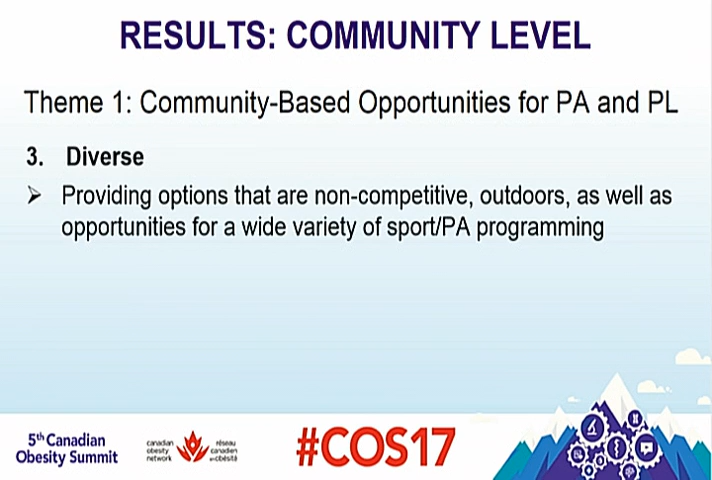 RESULTS: COMMUNITY LEVEL
Theme 1: Community-Based Opportunities for PA and PL
3. Diverse
➢ Providing options that are non-competitive, outdoors, as well as
opportunities for a wide variety of sport/PA programming
5th Canadian
Obesity Summit
canadian
obesity
network
réseau
canadien
en obésité
#COS17